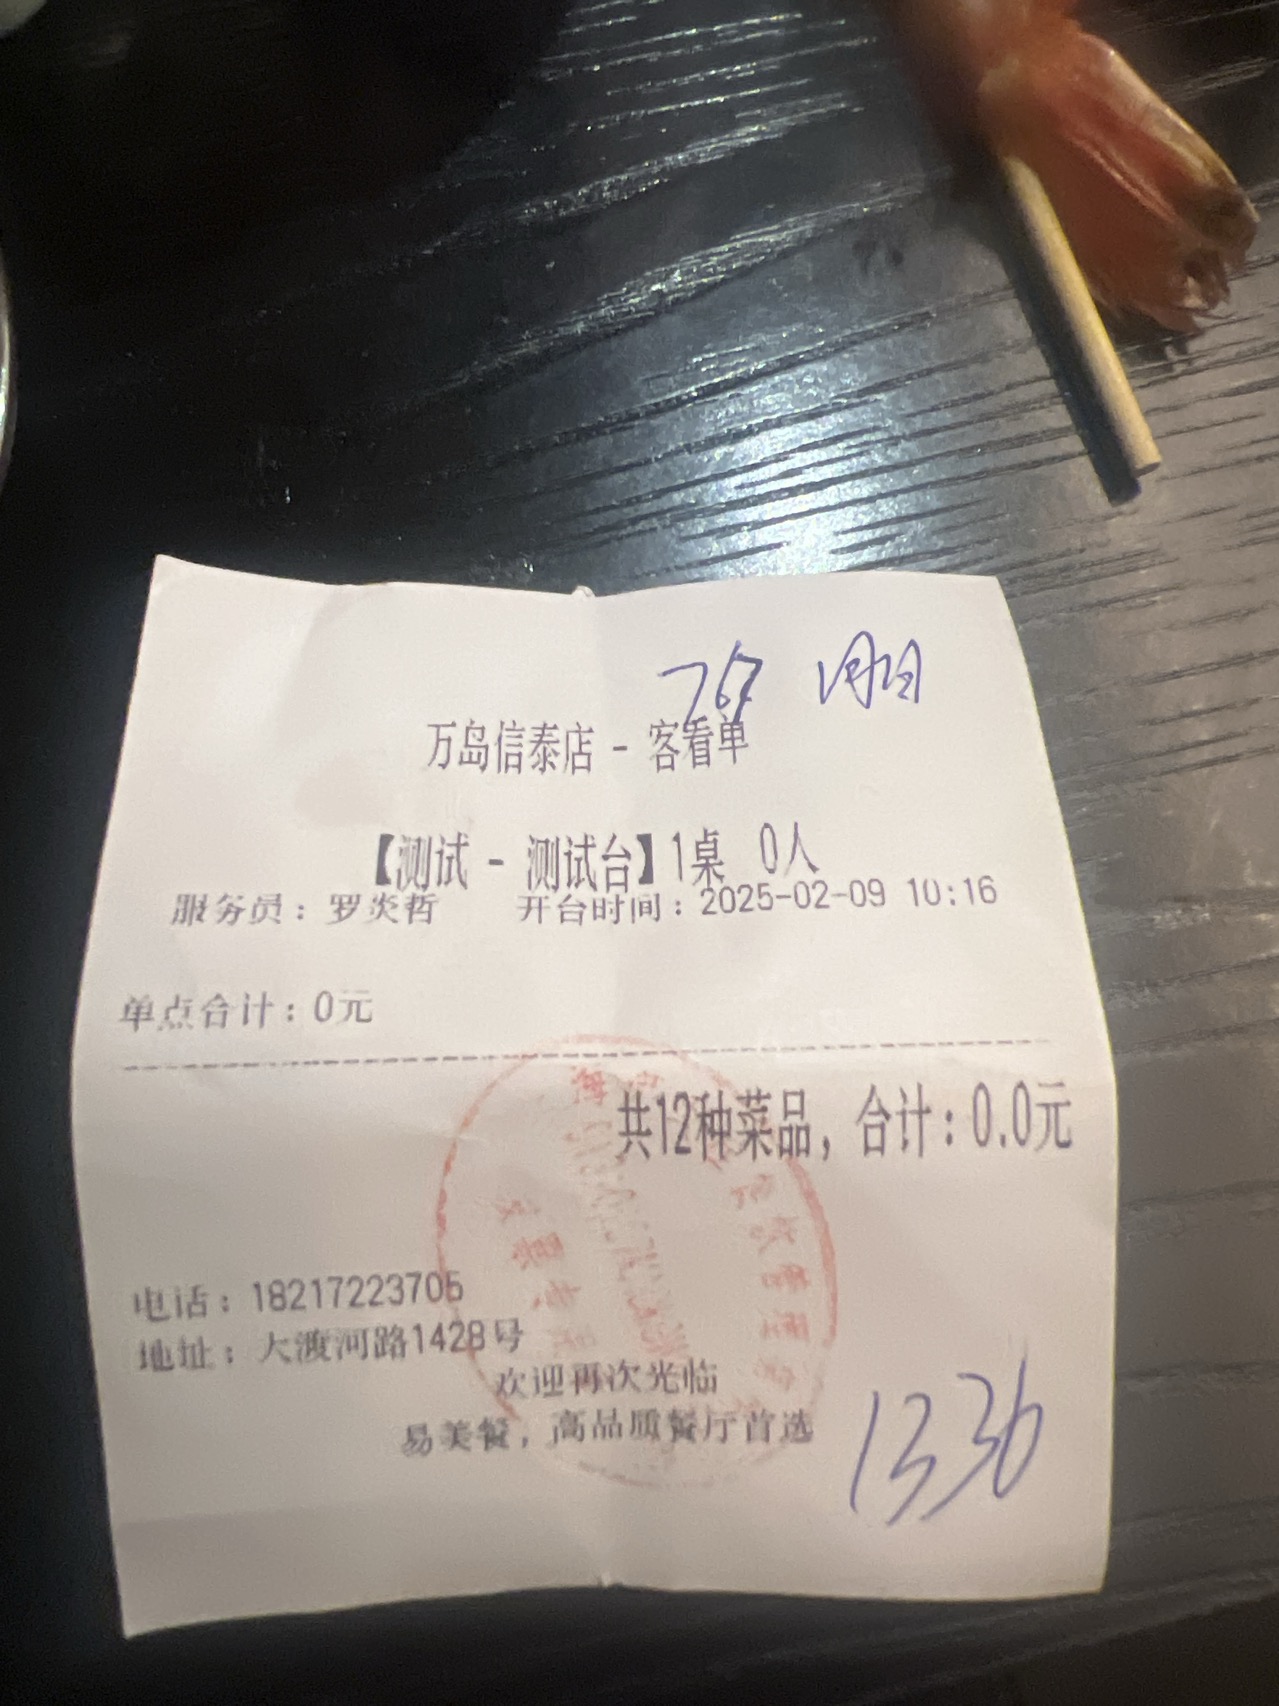 万岛信泰店 - 客看单
【测试 - 测试台】1桌 0人
服务员：罗炎哲 开台时间：2025-02-09 10:16
单点合计：0元
共12种菜品，合计：0.0元
电话：18217223705
地址：大渡河路1428号
欢迎再次光临
易美餐，高品质餐厅首选
1336